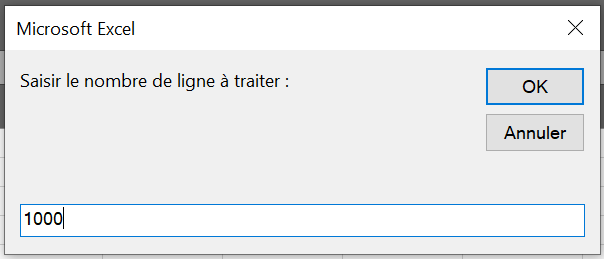 Microsoft Excel
Saisir le nombre de ligne à traiter :
OK
Annuler
1000